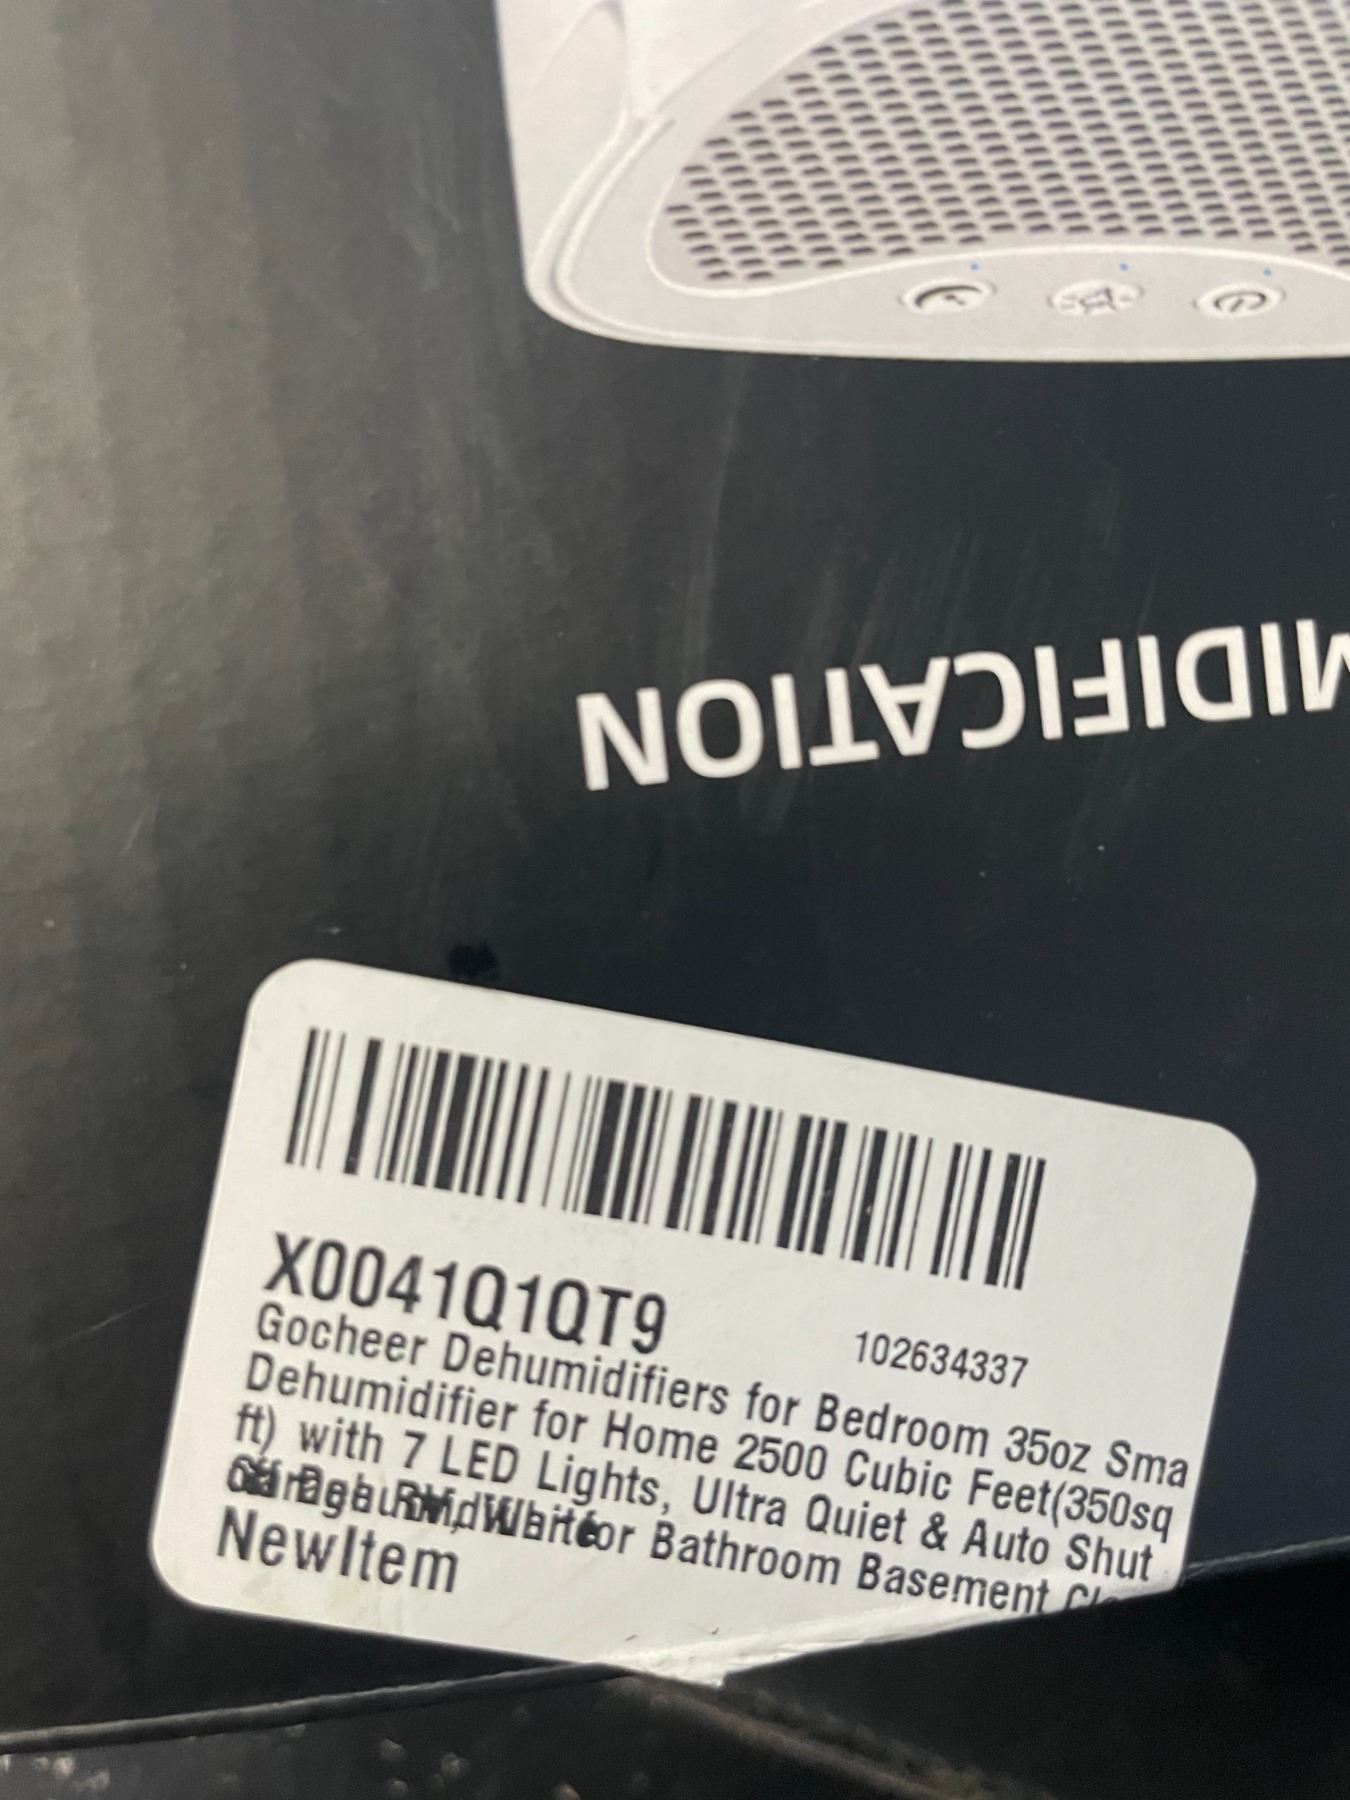 MIDIFICATION
X0041Q1QT9
102634337
Gocheer Dehumidifiers for Bedroom 35oz Sma
Dehumidifier for Home 2500 Cubic Feet(350sq
ft) with 7 LED Lights, Ultra Quiet & Auto Shut
for Bathroom Basement
NewItem